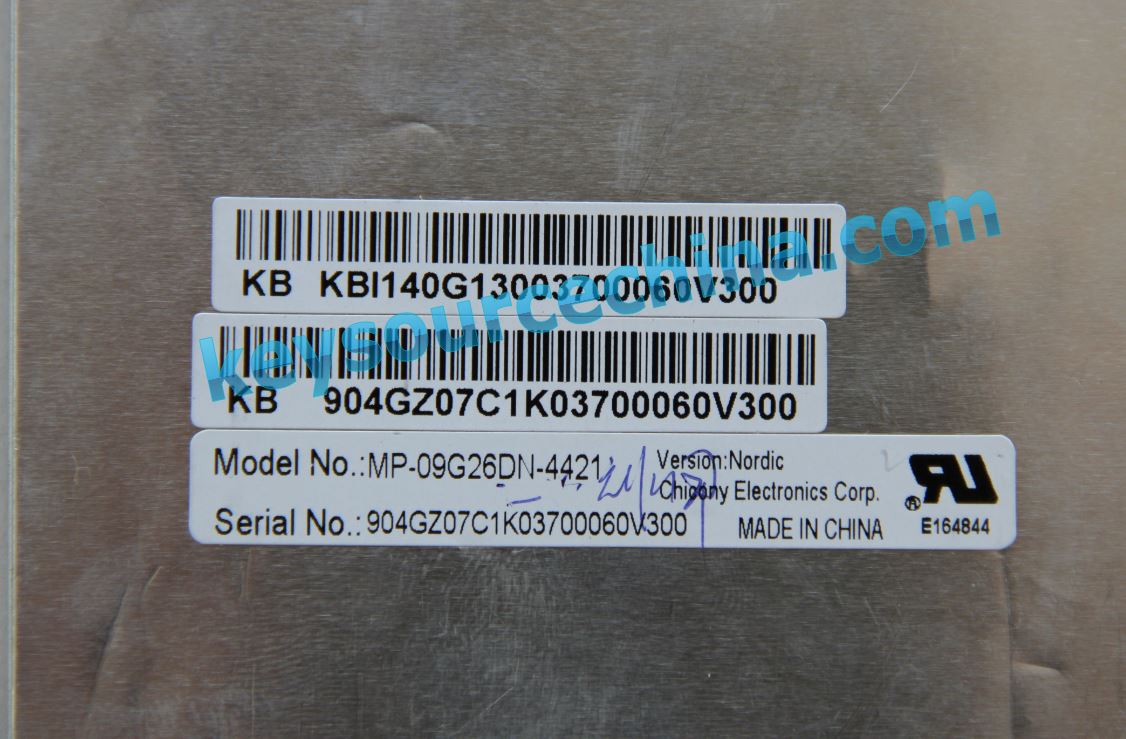 KB KBI140G13003700060V300
keysourcechina.com
KB 904GZ07C1K03700060V300
Model No.:MP-09G26DN-4421 Version:Nordic
Chicony Electronics Corp.
Serial No.:904GZ07C1K03700060V300 MADE IN CHINA
® E164844